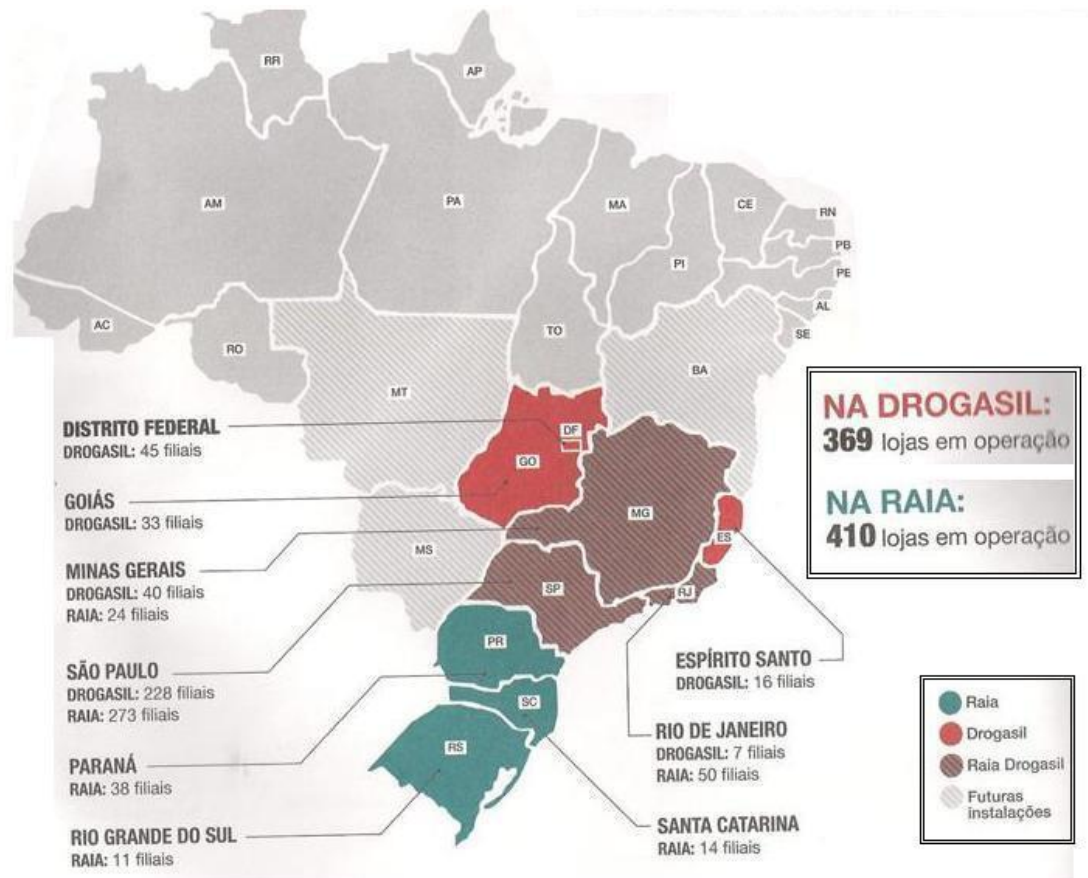 RR
AP
AM
PA
MA
CE
RN
PB
PE
PI
AL
SE
AC
RO
TO
BA
MT
DF
GO
MG
ES
MS
SP
RJ
PR
SC
RS
DISTRITO FEDERAL
DROGASIL: 45 filiais
GOIÁS
DROGASIL: 33 filiais
MINAS GERAIS
DROGASIL: 40 filiais
RAIA: 24 filiais
SÃO PAULO
DROGASIL: 228 filiais
RAIA: 273 filiais
PARANÁ
RAIA: 38 filiais
RIO GRANDE DO SUL
RAIA: 11 filiais
ESPÍRITO SANTO
DROGASIL: 16 filiais
RIO DE JANEIRO
DROGASIL: 7 filiais
RAIA: 50 filiais
SANTA CATARINA
RAIA: 14 filiais
NA DROGASIL:
369 lojas em operação
NA RAIA:
410 lojas em operação
Raia
Drogasil
Raia Drogasil
Futuras
instalações